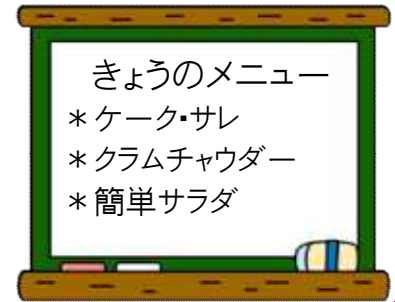 きょうのメニュー
＊ケーク・サレ
＊クラムチャウダー
＊簡単サラダ